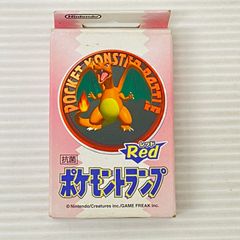 Nintendo
POCKET MONSTER BATTLE
レッド
Red
抗菌
ポケモントランプ
©Nintendo/Creatures inc./GAME FREAK inc.